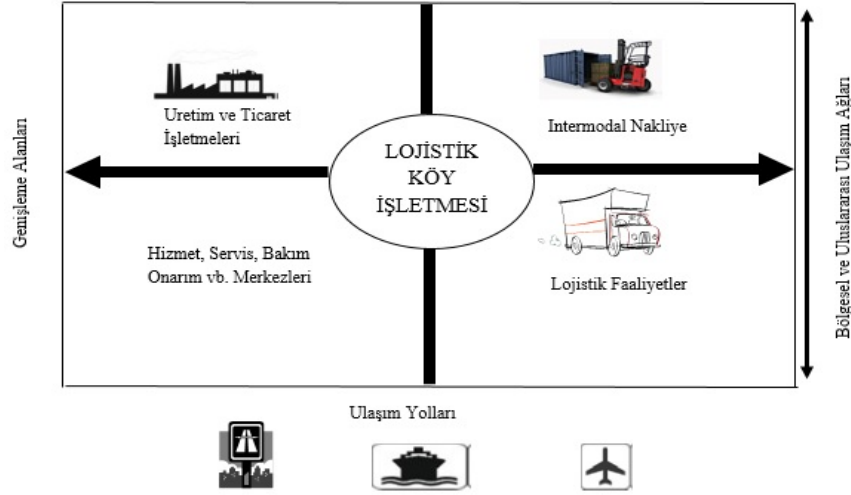 Uretim ve Ticaret
İşletmeleri
Intermodal Nakliye
LOJİSTİK
KÖY
İŞLETMESİ
Genişleme Alanları
Bölgesel ve Uluslararası Ulaşım Ağları
Hizmet, Servis, Bakım
Onarım vb. Merkezleri
Lojistik Faaliyetler
Ulaşım Yolları